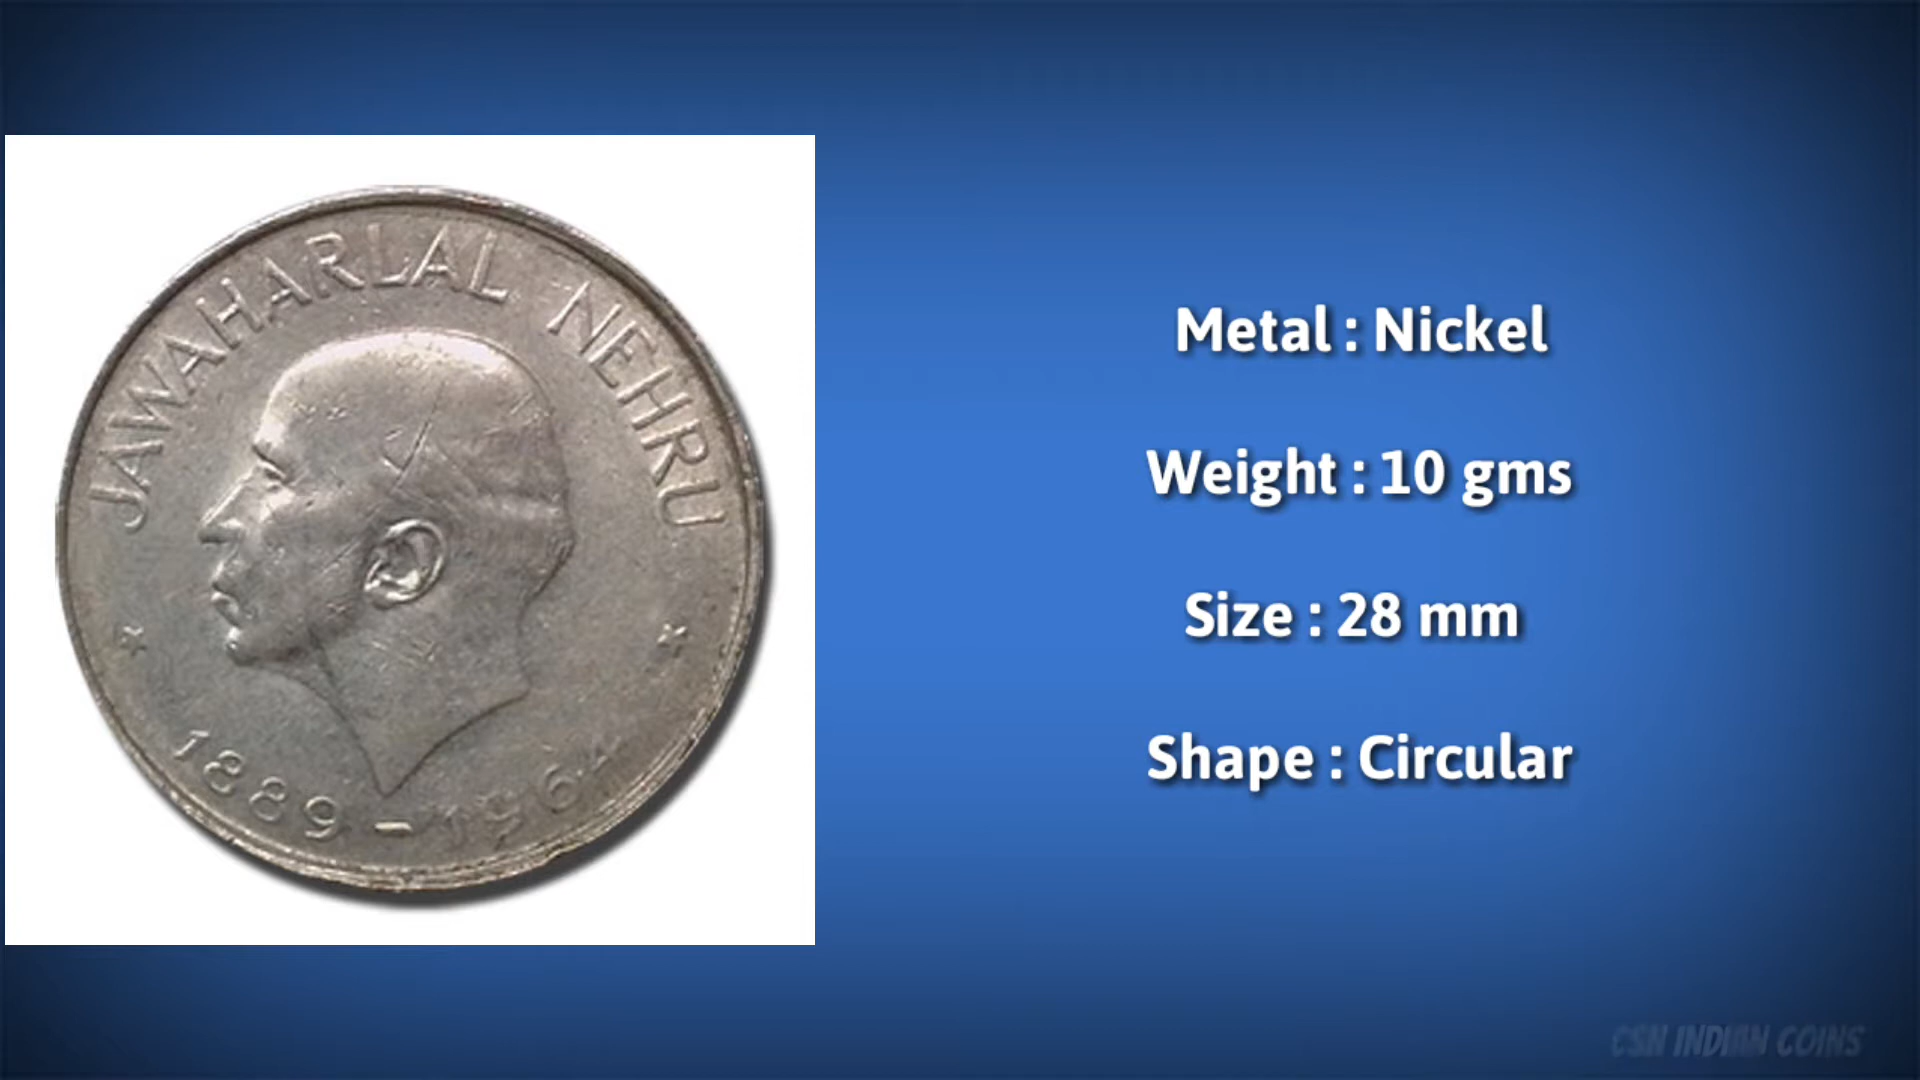 JAWAHARLAL NEHRU
1889 – 1964
Metal : Nickel
Weight : 10 gms
Size : 28 mm
Shape : Circular
CSN INDIAN COINS